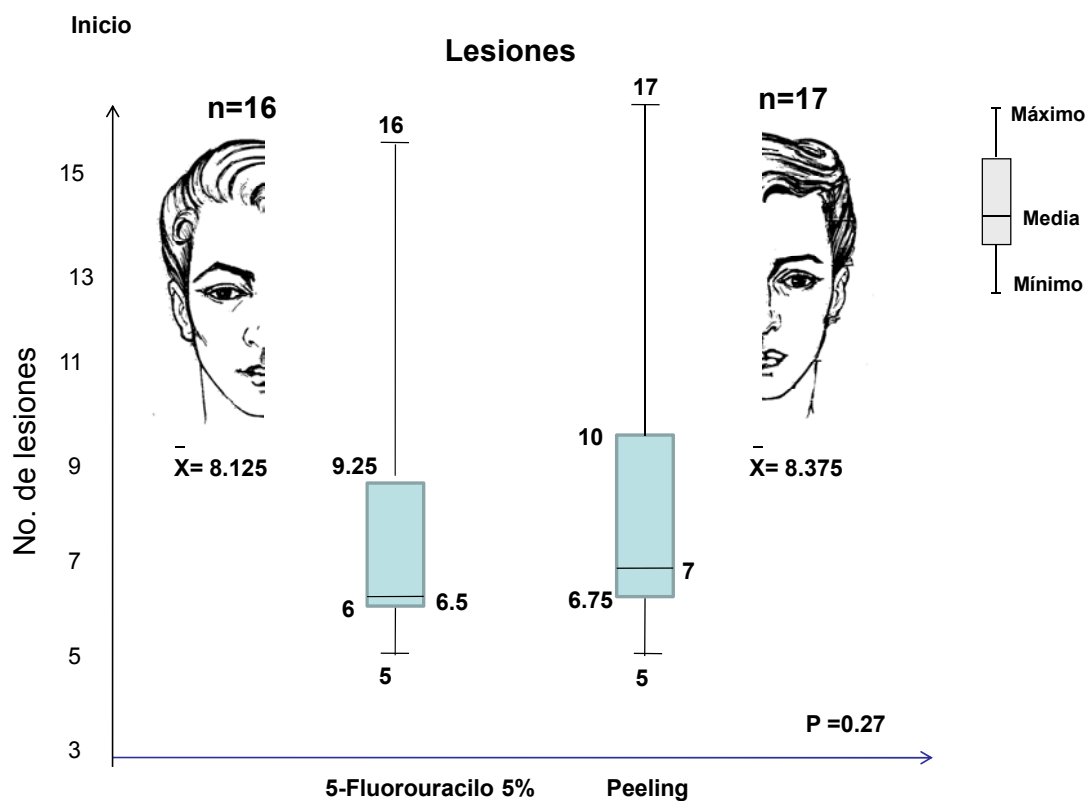 Inicio
Lesiones
n=16
n=17
17
16
Máximo
Media
Mínimo
No. de lesiones
15
13
11
9
7
5
3
X̄= 8.125
9.25
6
6.5
5
10
7
6.75
5
X̄= 8.375
P =0.27
5-Fluorouracilo 5%
Peeling